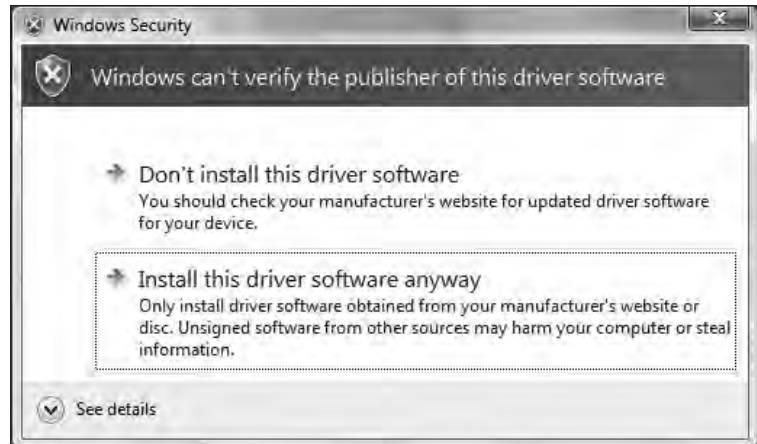 Windows Security
Windows can't verify the publisher of this driver software
Don't install this driver software
You should check your manufacturer's website for updated driver software
for your device.
Install this driver software anyway
Only install driver software obtained from your manufacturer's website or
disc. Unsigned software from other sources may harm your computer or steal
information.
See details